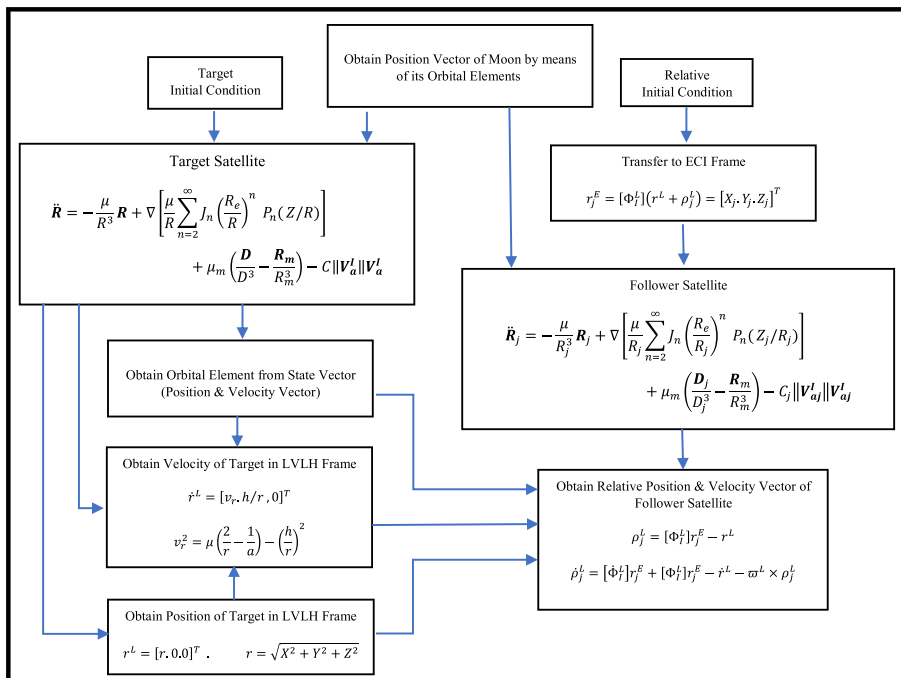 Target
Initial Condition
Obtain Position Vector of Moon by means
of its Orbital Elements
Relative
Initial Condition
Target Satellite
R̈ = −μ/R³ R + ∇[μ/R ∑_{n=2}^{∞} J_n (R_e/R)^n P_n(Z/R)]
+ μ_m (D/D³ − R_m/R_m³) − C‖V_a^I‖V_a^I
Transfer to ECI Frame
r_j^E = [Φ_I^L](r^L + ρ_j^L) = [X_j. Y_j. Z_j]^T
Follower Satellite
R̈_j = −μ/R_j³ R_j + ∇[μ/R_j ∑_{n=2}^{∞} J_n (R_e/R_j)^n P_n(Z_j/R_j)]
+ μ_m (D_j/D_j³ − R_m/R_m³) − C_j‖V_aj^I‖V_aj^I
Obtain Orbital Element from State Vector
(Position & Velocity Vector)
Obtain Velocity of Target in LVLH Frame
ṙ^L = [v_r. h/r , 0]^T
v_r² = μ(2/r − 1/a) − (h/r)²
Obtain Position of Target in LVLH Frame
r^L = [r. 0.0]^T . r = √(X² + Y² + Z²)
Obtain Relative Position & Velocity Vector of
Follower Satellite
ρ_j^L = [Φ_I^L]r_j^E − r^L
ρ̇_j^L = [Φ̇_I^L]r_j^E + [Φ_I^L]r_j^E − ṙ^L − ϖ^L × ρ_j^L